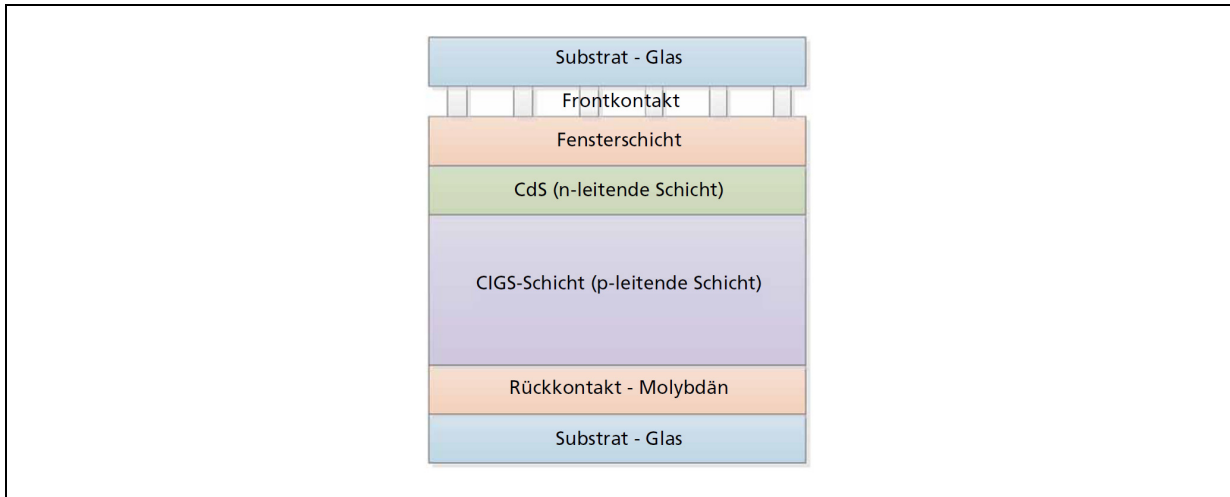 Substrat - Glas
Frontkontakt
Fensterschicht
CdS (n-leitende Schicht)
CIGS-Schicht (p-leitende Schicht)
Rückkontakt - Molybdän
Substrat - Glas